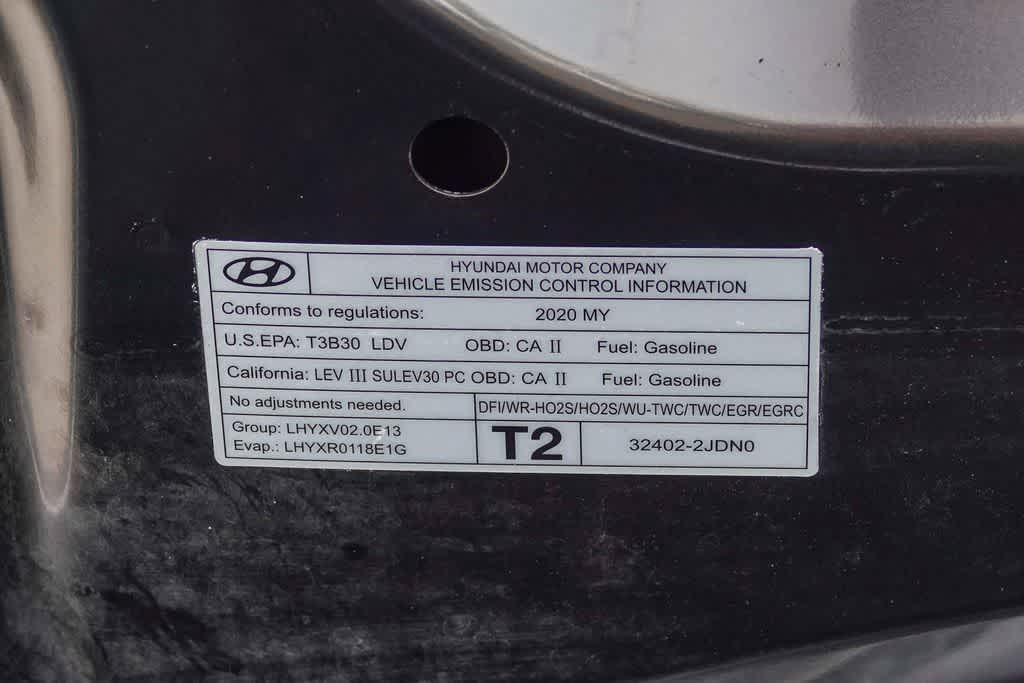 HYUNDAI MOTOR COMPANY
VEHICLE EMISSION CONTROL INFORMATION
Conforms to regulations: 2020 MY
U.S.EPA: T3B30 LDV OBD: CA II Fuel: Gasoline
California: LEV III SULEV30 PC OBD: CA II Fuel: Gasoline
No adjustments needed.
DFI/WR-HO2S/HO2S/WU-TWC/TWC/EGR/EGRC
Group: LHYXV02.0E13
Evap.: LHYXR0118E1G
T2
32402-2JDN0